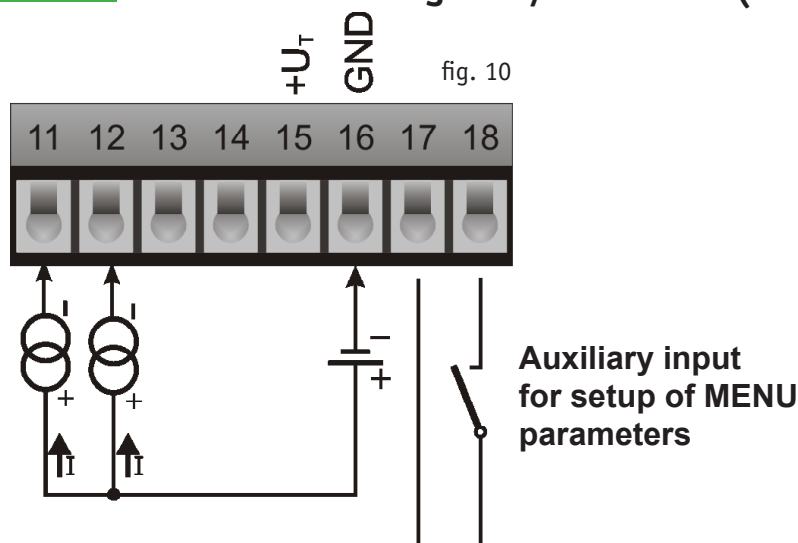 +U_T
GND
fig. 10
11 12 13 14 15 16 17 18
- - -
+ + +
I I
Auxiliary input
for setup of MENU
parameters